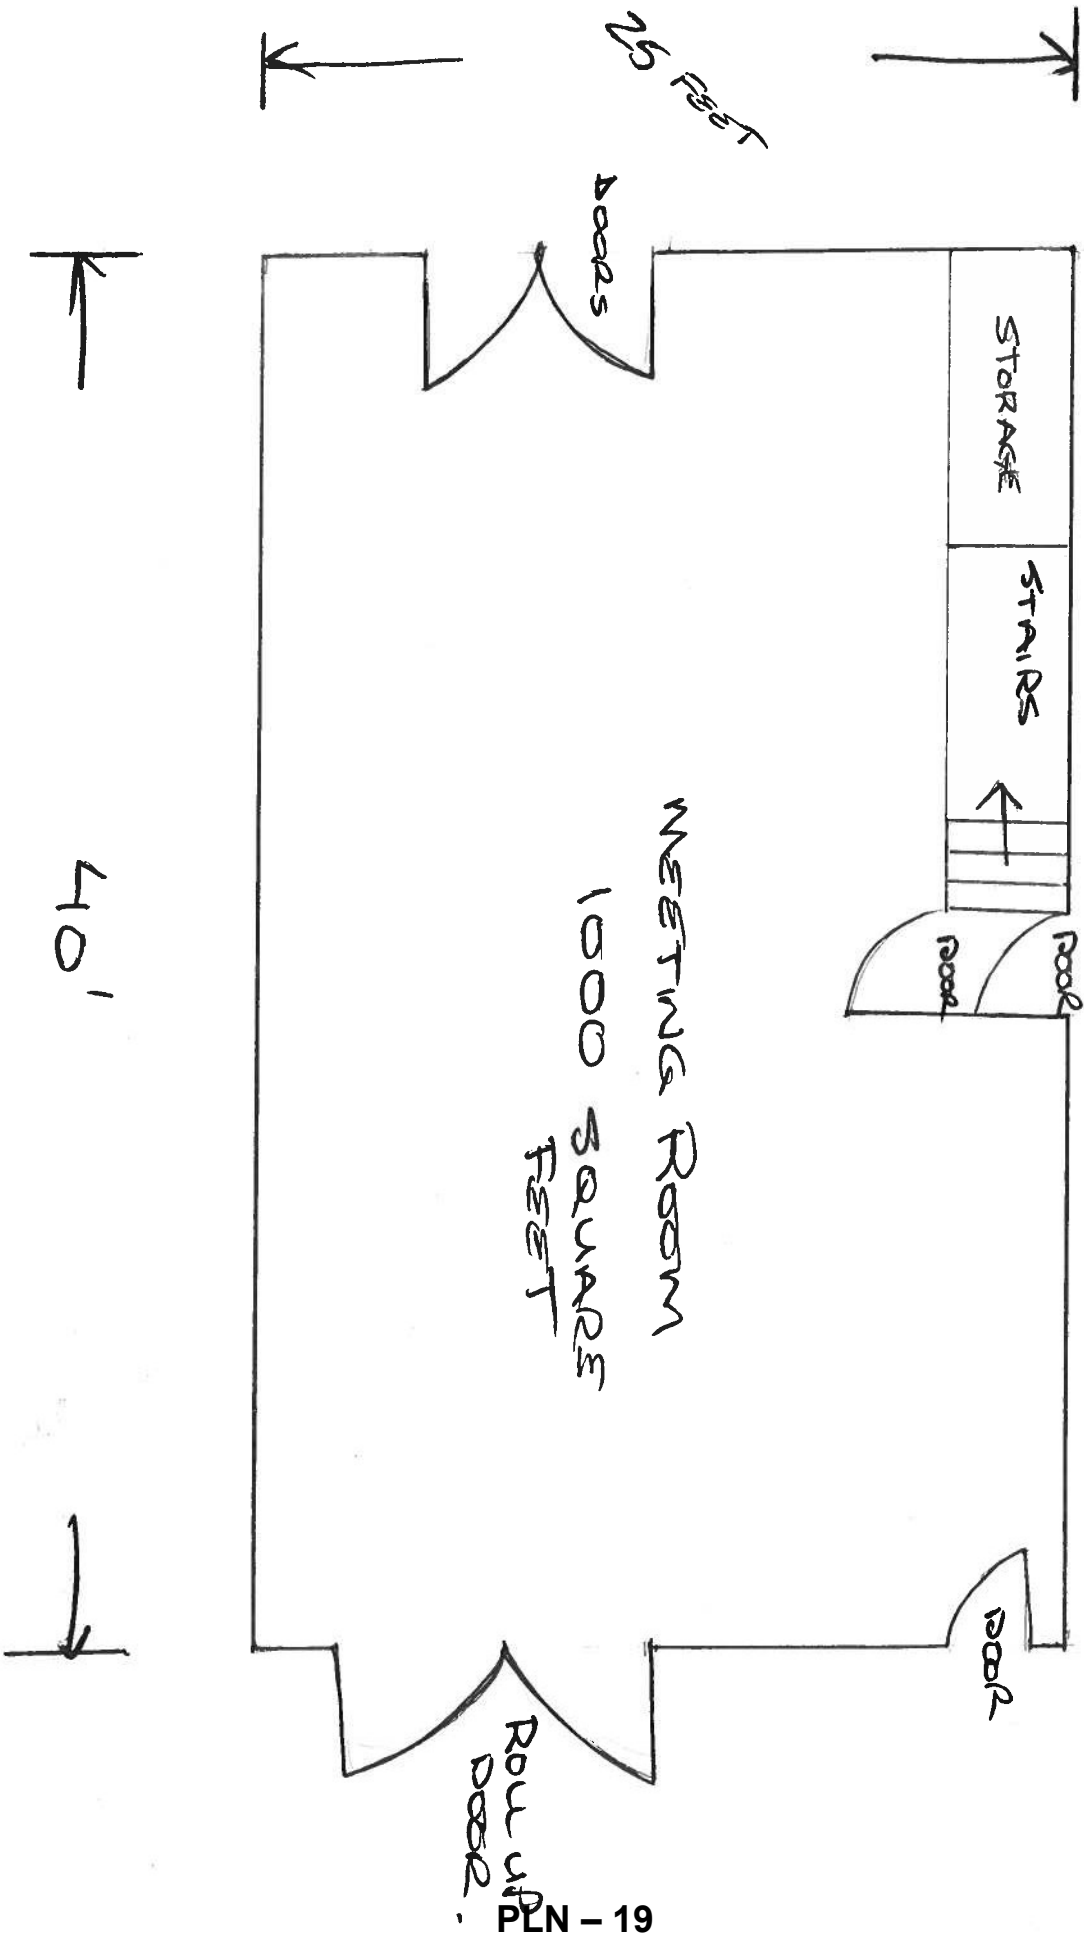 25 FEET
DOORS
STORAGE
STAIRS
DOOR
DOOR
MEETING ROOM
1000 SQUARE
FEET
40'
DOOR
ROLL UP
DOOR.
PLN – 19